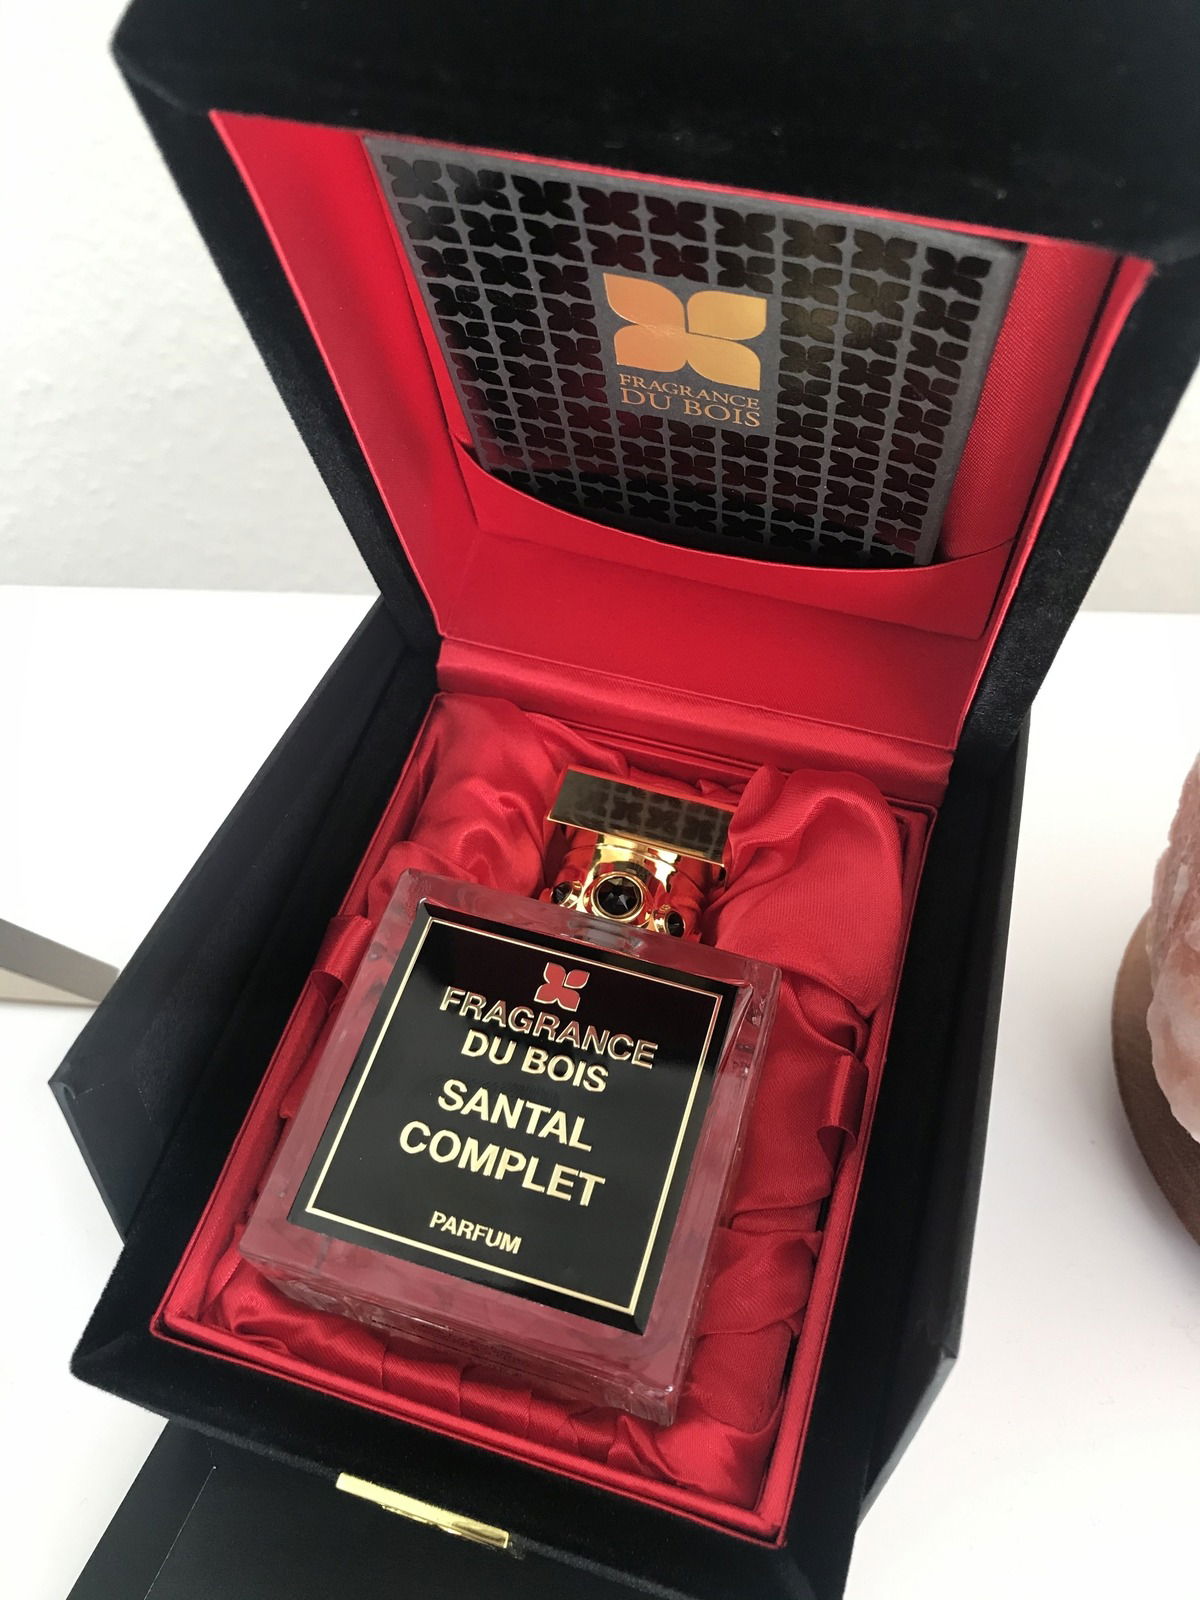 FRAGRANCE
DU BOIS
FRAGRANCE
DU BOIS
SANTAL
COMPLET
PARFUM